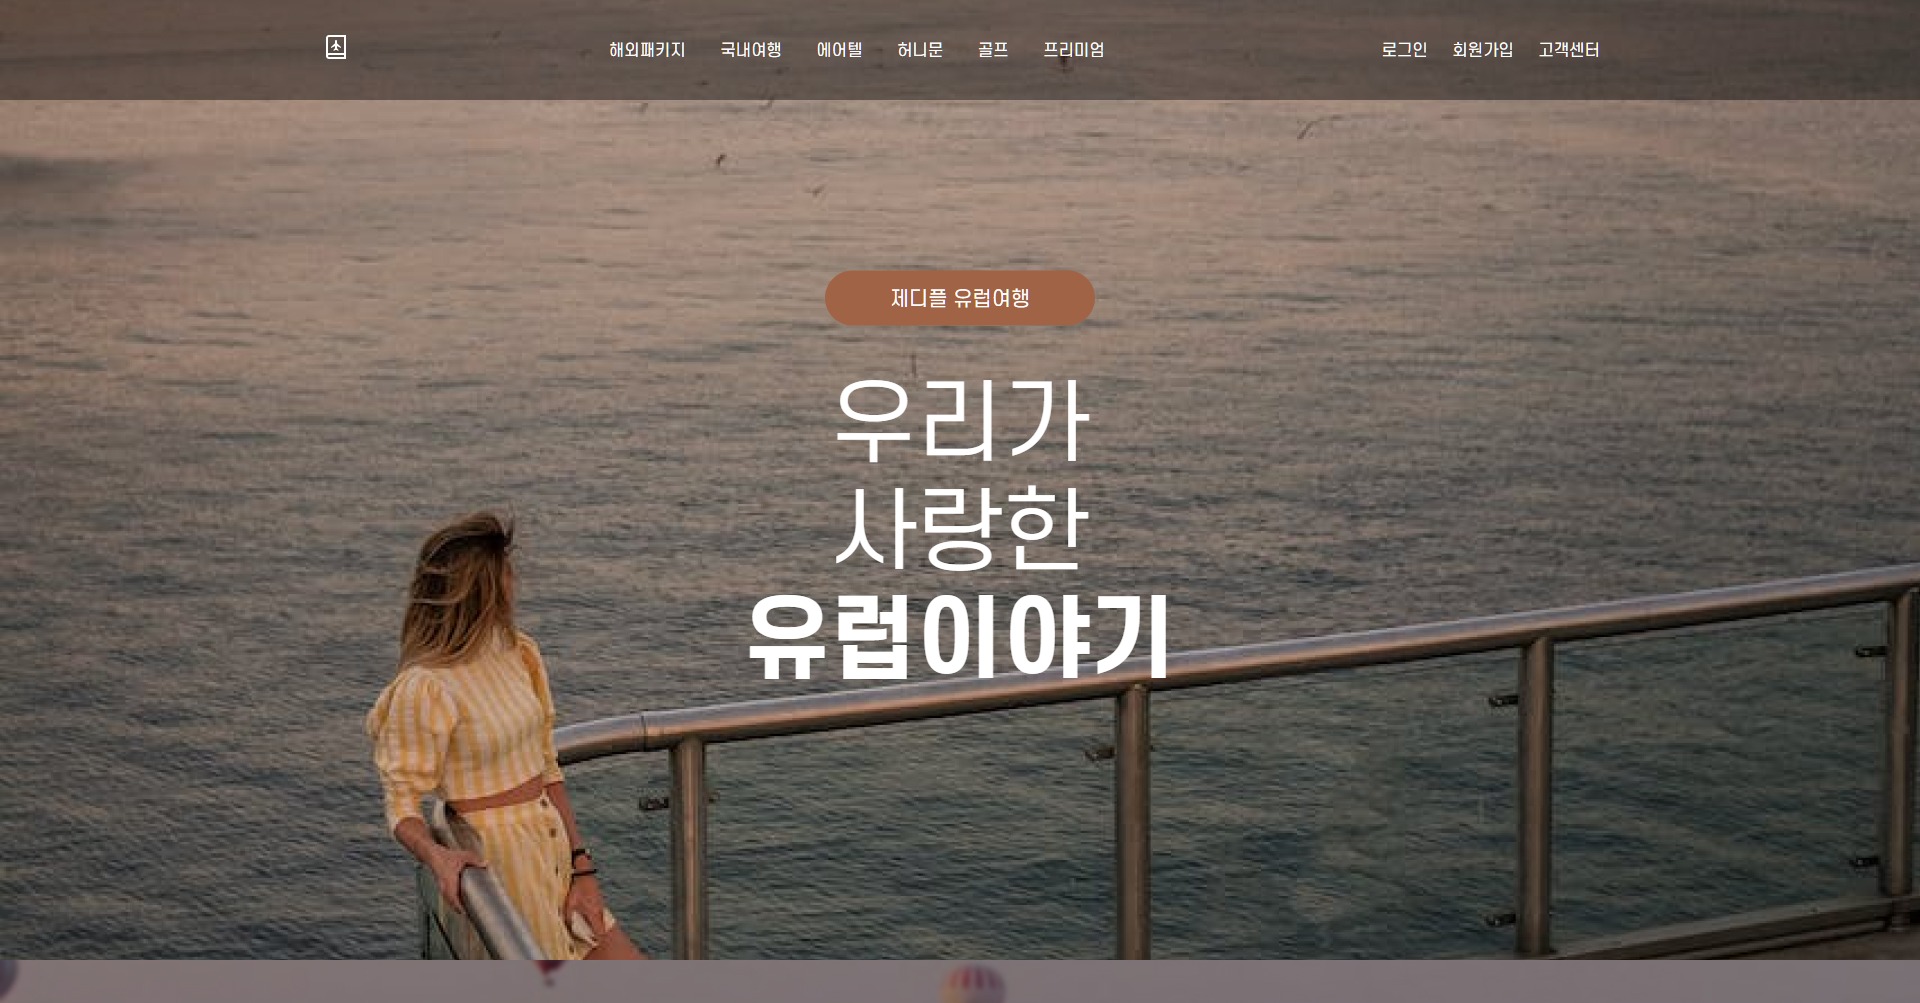 해외패키지 국내여행 에어텔 허니문 골프 프리미엄 로그인 회원가입 고객센터
제디플 유럽여행
우리가
사랑한
유럽이야기